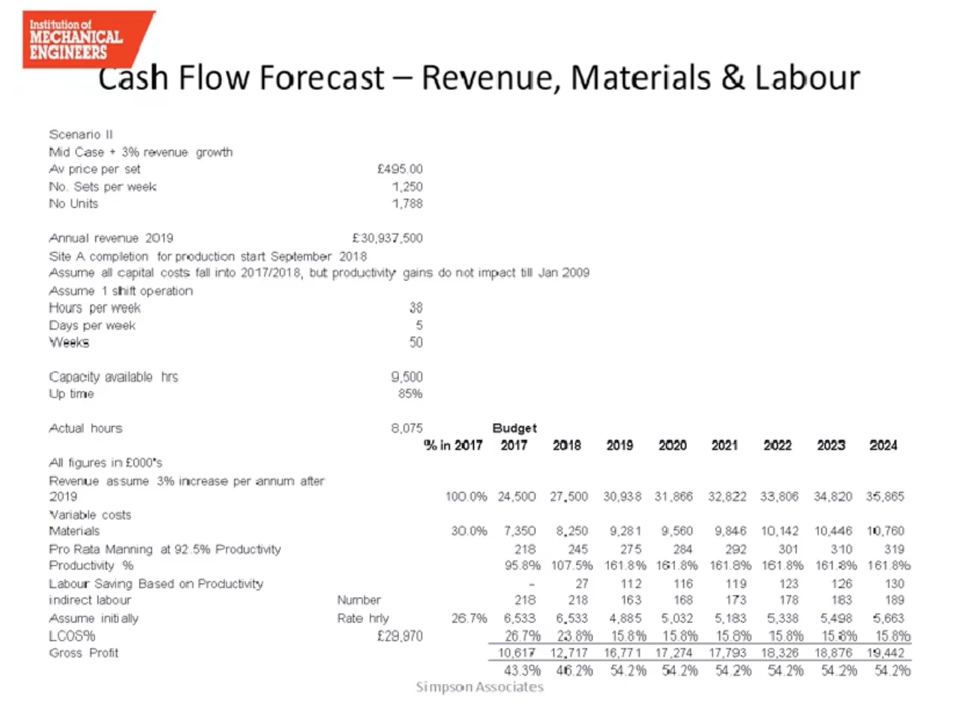 Institution of
MECHANICAL
ENGINEERS
Cash Flow Forecast – Revenue, Materials & Labour
Scenario II
Mid Case + 3% revenue growth
Av price per set £495.00
No. Sets per week 1,250
No Units 1,788
Annual revenue 2019 £30,937,500
Site A completion for production start September 2018
Assume all capital costs fall into 2017/2018, but productivity gains do not impact till Jan 2009
Assume 1 shift operation
Hours per week 38
Days per week 5
Weeks 50
Capacity available hrs 9,500
Up time 85%
Actual hours 8,075 Budget
% in 2017 2017 2018 2019 2020 2021 2022 2023 2024
All figures in £000's
Revenue assume 3% increase per annum after
2019 100.0% 24,500 27,500 30,938 31,866 32,822 33,806 34,820 35,865
Variable costs
Materials 30.0% 7,350 8,250 9,281 9,560 9,846 10,142 10,446 10,760
Pro Rata Manning at 92.5% Productivity 218 245 275 284 292 301 310 319
Productivity % 95.8% 107.5% 161.8% 161.8% 161.8% 161.8% 161.8% 161.8%
Labour Saving Based on Productivity - 27 112 116 119 123 126 130
indirect labour Number 218 218 163 168 173 178 183 189
Assume initially Rate hrly 26.7% 6,533 6,533 4,885 5,032 5,183 5,338 5,498 5,663
LCOS% £29,970 26.7% 23.8% 15.8% 15.8% 15.8% 15.8% 15.8% 15.8%
Gross Profit 10,617 12,717 16,771 17,274 17,793 18,326 18,876 19,442
43.3% 46.2% 54.2% 54.2% 54.2% 54.2% 54.2% 54.2%
Simpson Associates